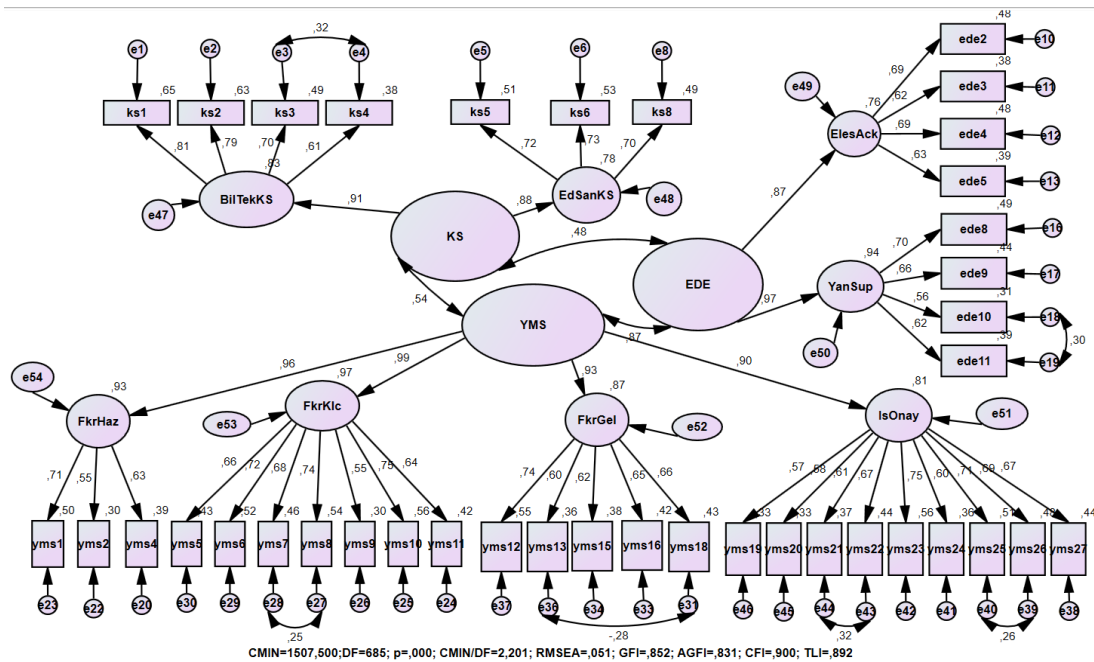 e1 e2 e3 ,32 e4 e5 e6 e8
,65 ,63 ,49 ,38 ,51 ,53 ,49
ks1 ks2 ks3 ks4 ks5 ks6 ks8
,81 ,79 ,70 ,61 ,72 ,73 ,70
,83 ,78
BilTekKS EdSanKS
e47 e48
,91 ,88
KS
,48
EDE
,54 ,87
YMS
,87 ,97
e49 ,76
ElesAck
,69 ,62 ,69 ,63
,48
ede2 e10
,38
ede3 e11
,48
ede4 e12
,39
ede5 e13
,94
YanSup
e50
,70 ,66 ,56 ,62
,49
ede8 e16
,44
ede9 e17
,31
ede10 e18
,39 ,30
ede11 e19
,96 ,99 ,93 ,90
e54 ,93 ,97 ,87 ,81
FkrHaz e53 FkrKlc FkrGel e52 IsOnay e51
,71 ,55 ,63 ,66 ,72 ,68 ,74 ,55 ,75 ,64 ,74 ,60 ,62 ,65 ,66 ,57 ,58 ,61 ,67 ,75 ,60 ,71 ,69 ,67
,50 ,30 ,39 ,43 ,52 ,46 ,54 ,30 ,56 ,42 ,55 ,36 ,38 ,42 ,43 ,33 ,33 ,37 ,44 ,56 ,36 ,51 ,48 ,44
yms1 yms2 yms4 yms5 yms6 yms7 yms8 yms9 yms10 yms11 yms12 yms13 yms15 yms16 yms18 yms19 yms20 yms21 yms22 yms23 yms24 yms25 yms26 yms27
e23 e22 e20 e30 e29 e28 e27 e26 e25 e24 e37 e36 e34 e33 e31 e46 e45 e44 e43 e42 e41 e40 e39 e38
,25 -,28 ,32 ,26
CMIN=1507,500;DF=685; p=,000; CMIN/DF=2,201; RMSEA=,051; GFI=,852; AGFI=,831; CFI=,900; TLI=,892